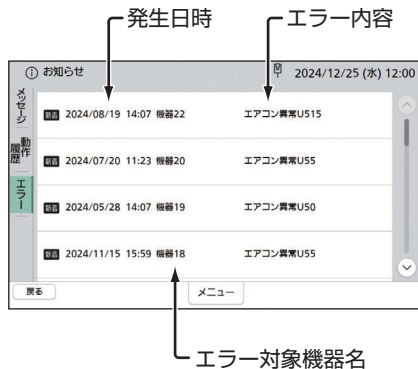 発生日時 エラー内容
お知らせ 2024/12/25 (水) 12:00
メッセージ
動作履歴
エラー
新着 2024/08/19 14:07 機器22 エアコン異常U515
新着 2024/07/20 11:23 機器20 エアコン異常U55
新着 2024/05/28 14:07 機器19 エアコン異常U50
新着 2024/11/15 15:59 機器18 エアコン異常U55
戻る メニュー
エラー対象機器名